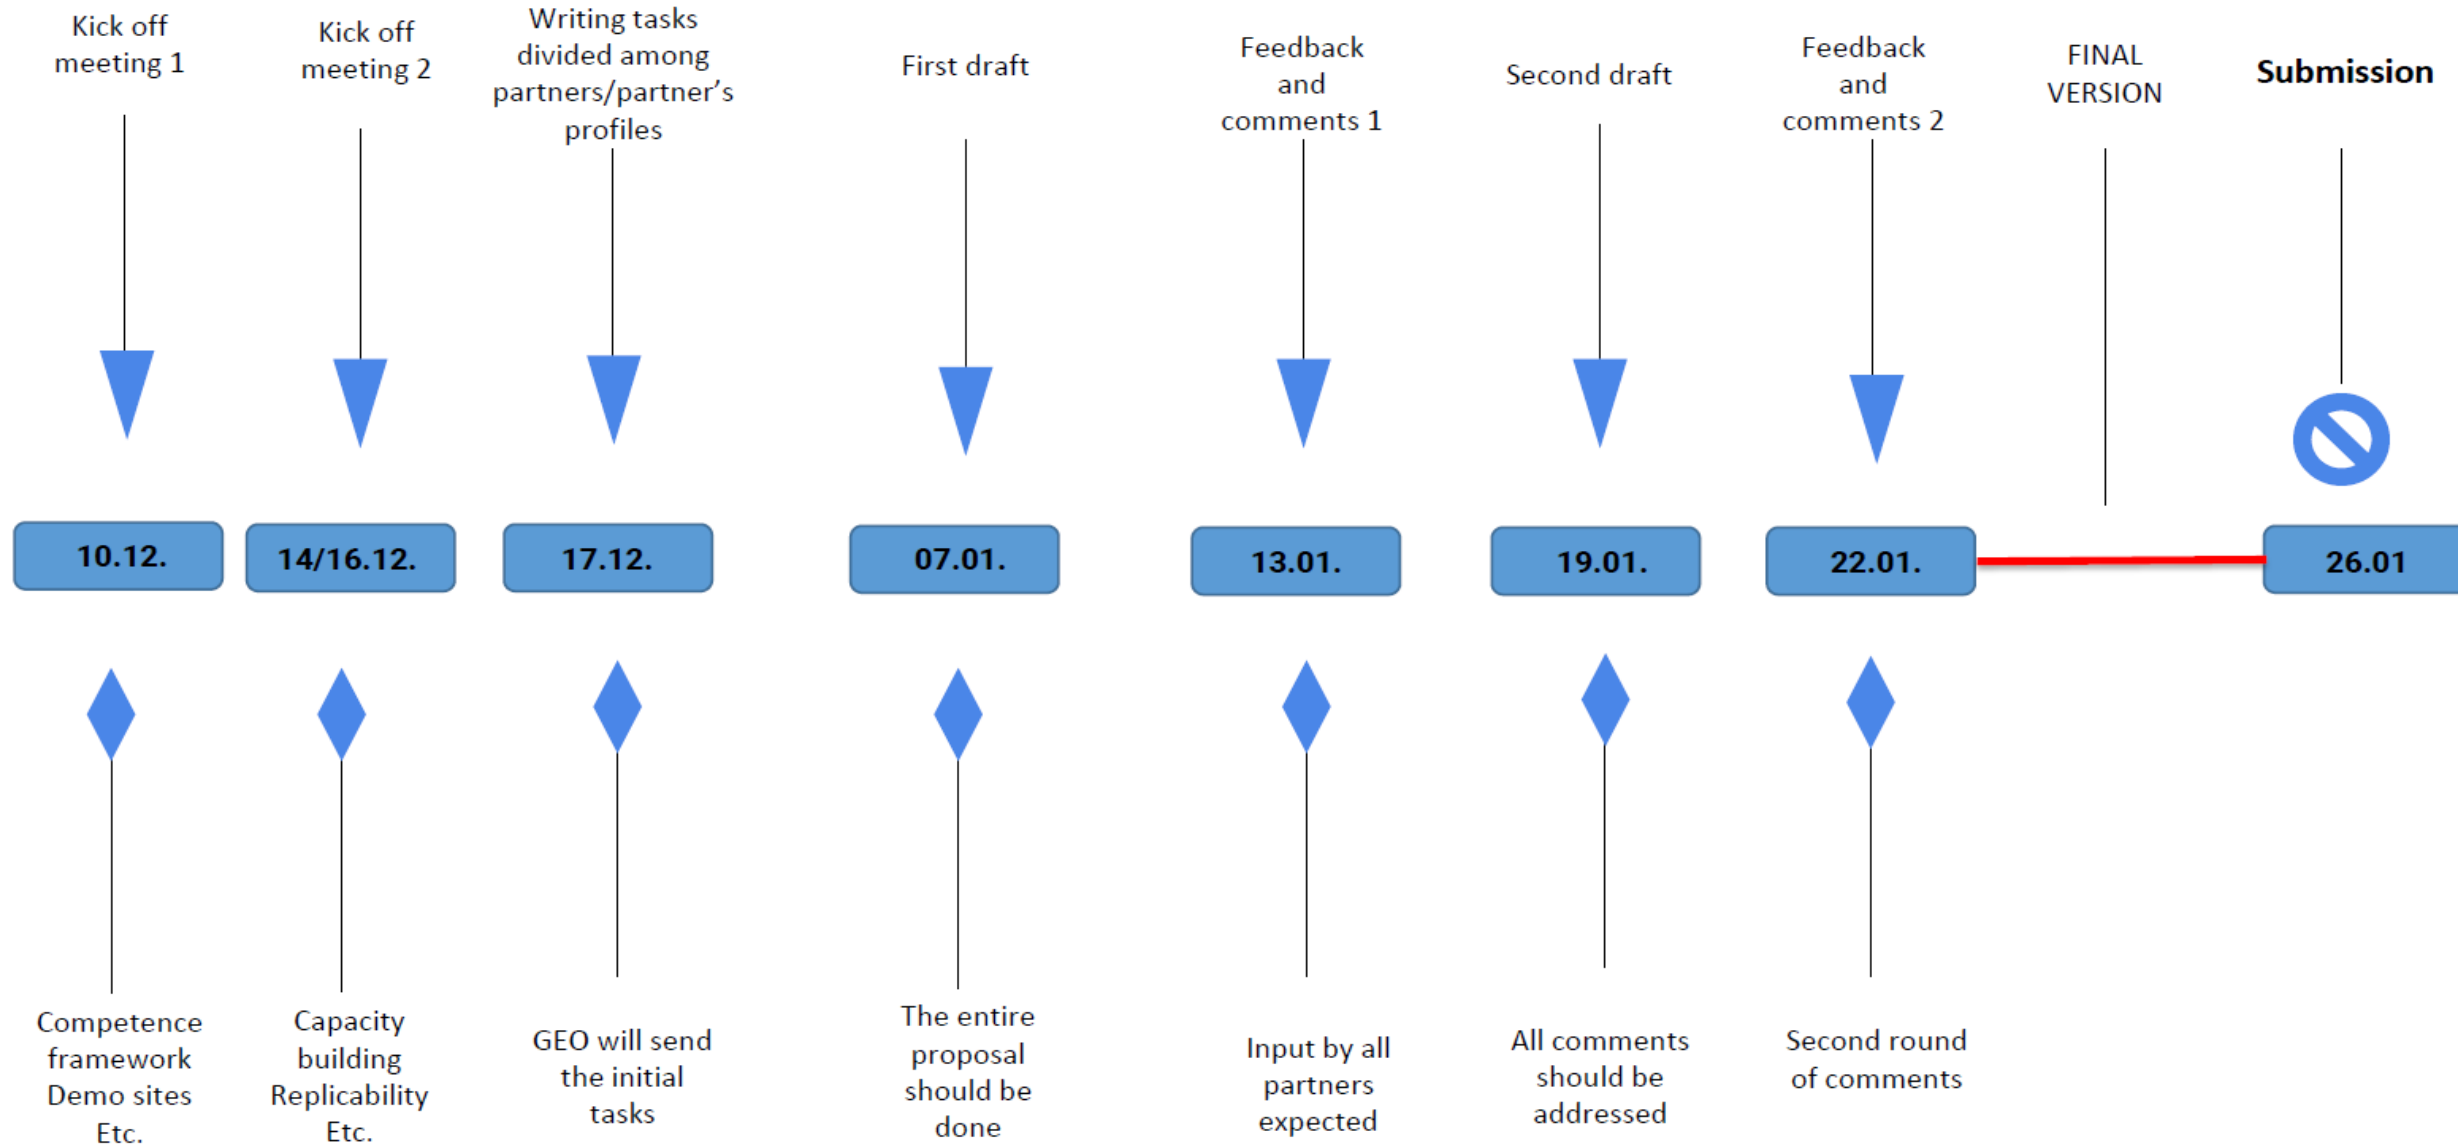 Kick off
meeting 1
Kick off
meeting 2
Writing tasks
divided among
partners/partner's
profiles
First draft
Feedback
and
comments 1
Second draft
Feedback
and
comments 2
FINAL
VERSION
Submission
10.12.
14/16.12.
17.12.
07.01.
13.01.
19.01.
22.01.
26.01
Competence
framework
Demo sites
Etc.
Capacity
building
Replicability
Etc.
GEO will send
the initial
tasks
The entire
proposal
should be
done
Input by all
partners
expected
All comments
should be
addressed
Second round
of comments